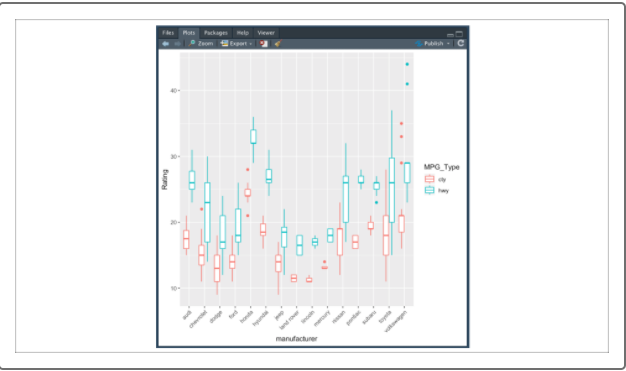 Files Plots Packages Help Viewer
Zoom Export Publish
40
30
20
10
Rating
MPG_Type
cty
hwy
audi chevrolet dodge ford honda hyundai jeep land rover lincoln mercury nissan pontiac subaru toyota volkswagen
manufacturer